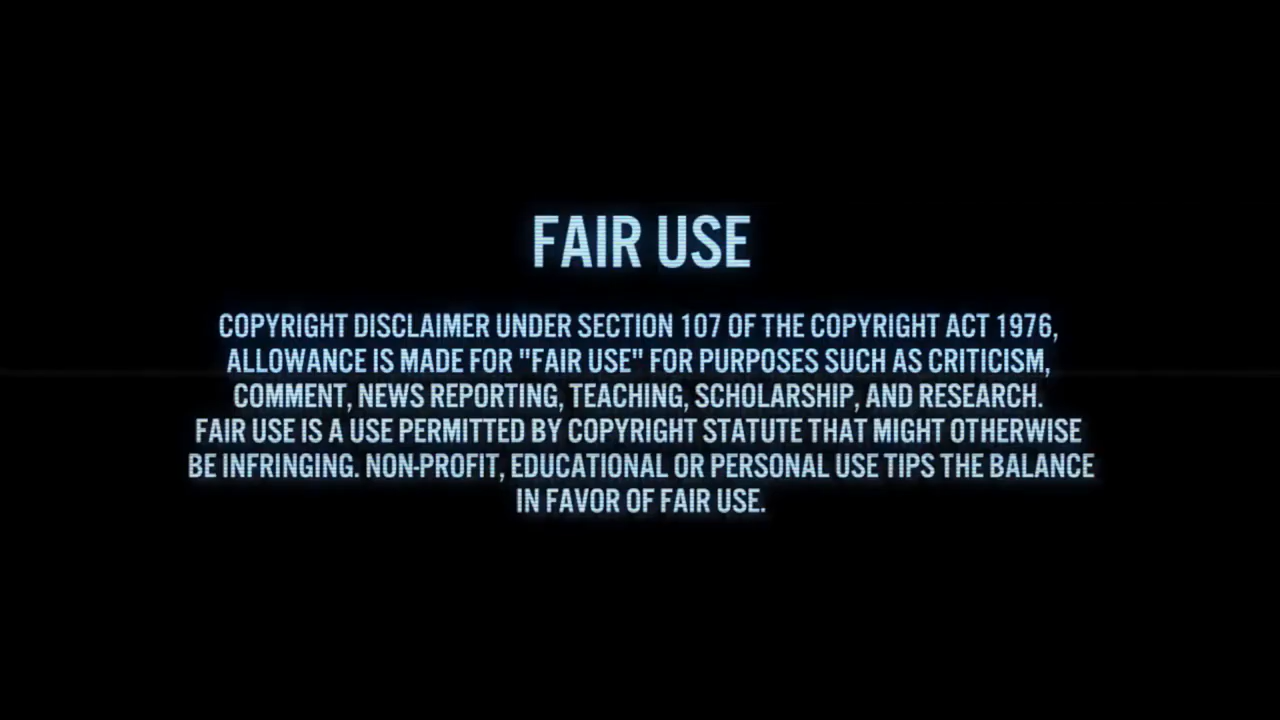 FAIR USE
COPYRIGHT DISCLAIMER UNDER SECTION 107 OF THE COPYRIGHT ACT 1976,
ALLOWANCE IS MADE FOR "FAIR USE" FOR PURPOSES SUCH AS CRITICISM,
COMMENT, NEWS REPORTING, TEACHING, SCHOLARSHIP, AND RESEARCH.
FAIR USE IS A USE PERMITTED BY COPYRIGHT STATUTE THAT MIGHT OTHERWISE
BE INFRINGING. NON-PROFIT, EDUCATIONAL OR PERSONAL USE TIPS THE BALANCE
IN FAVOR OF FAIR USE.